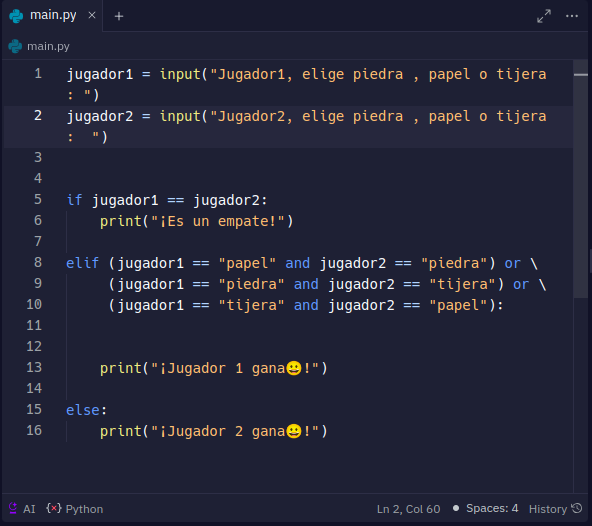 main.py × +
main.py
1 jugador1 = input("Jugador1, elige piedra , papel o tijera
: ")
2 jugador2 = input("Jugador2, elige piedra , papel o tijera
:  ")
3
4
5 if jugador1 == jugador2:
6     print("¡Es un empate!")
7
8 elif (jugador1 == "papel" and jugador2 == "piedra") or \
9      (jugador1 == "piedra" and jugador2 == "tijera") or \
10      (jugador1 == "tijera" and jugador2 == "papel"):
11
12
13     print("¡Jugador 1 gana😀!")
14
15 else:
16     print("¡Jugador 2 gana😀!")
AI Python Ln 2, Col 60 Spaces: 4 History